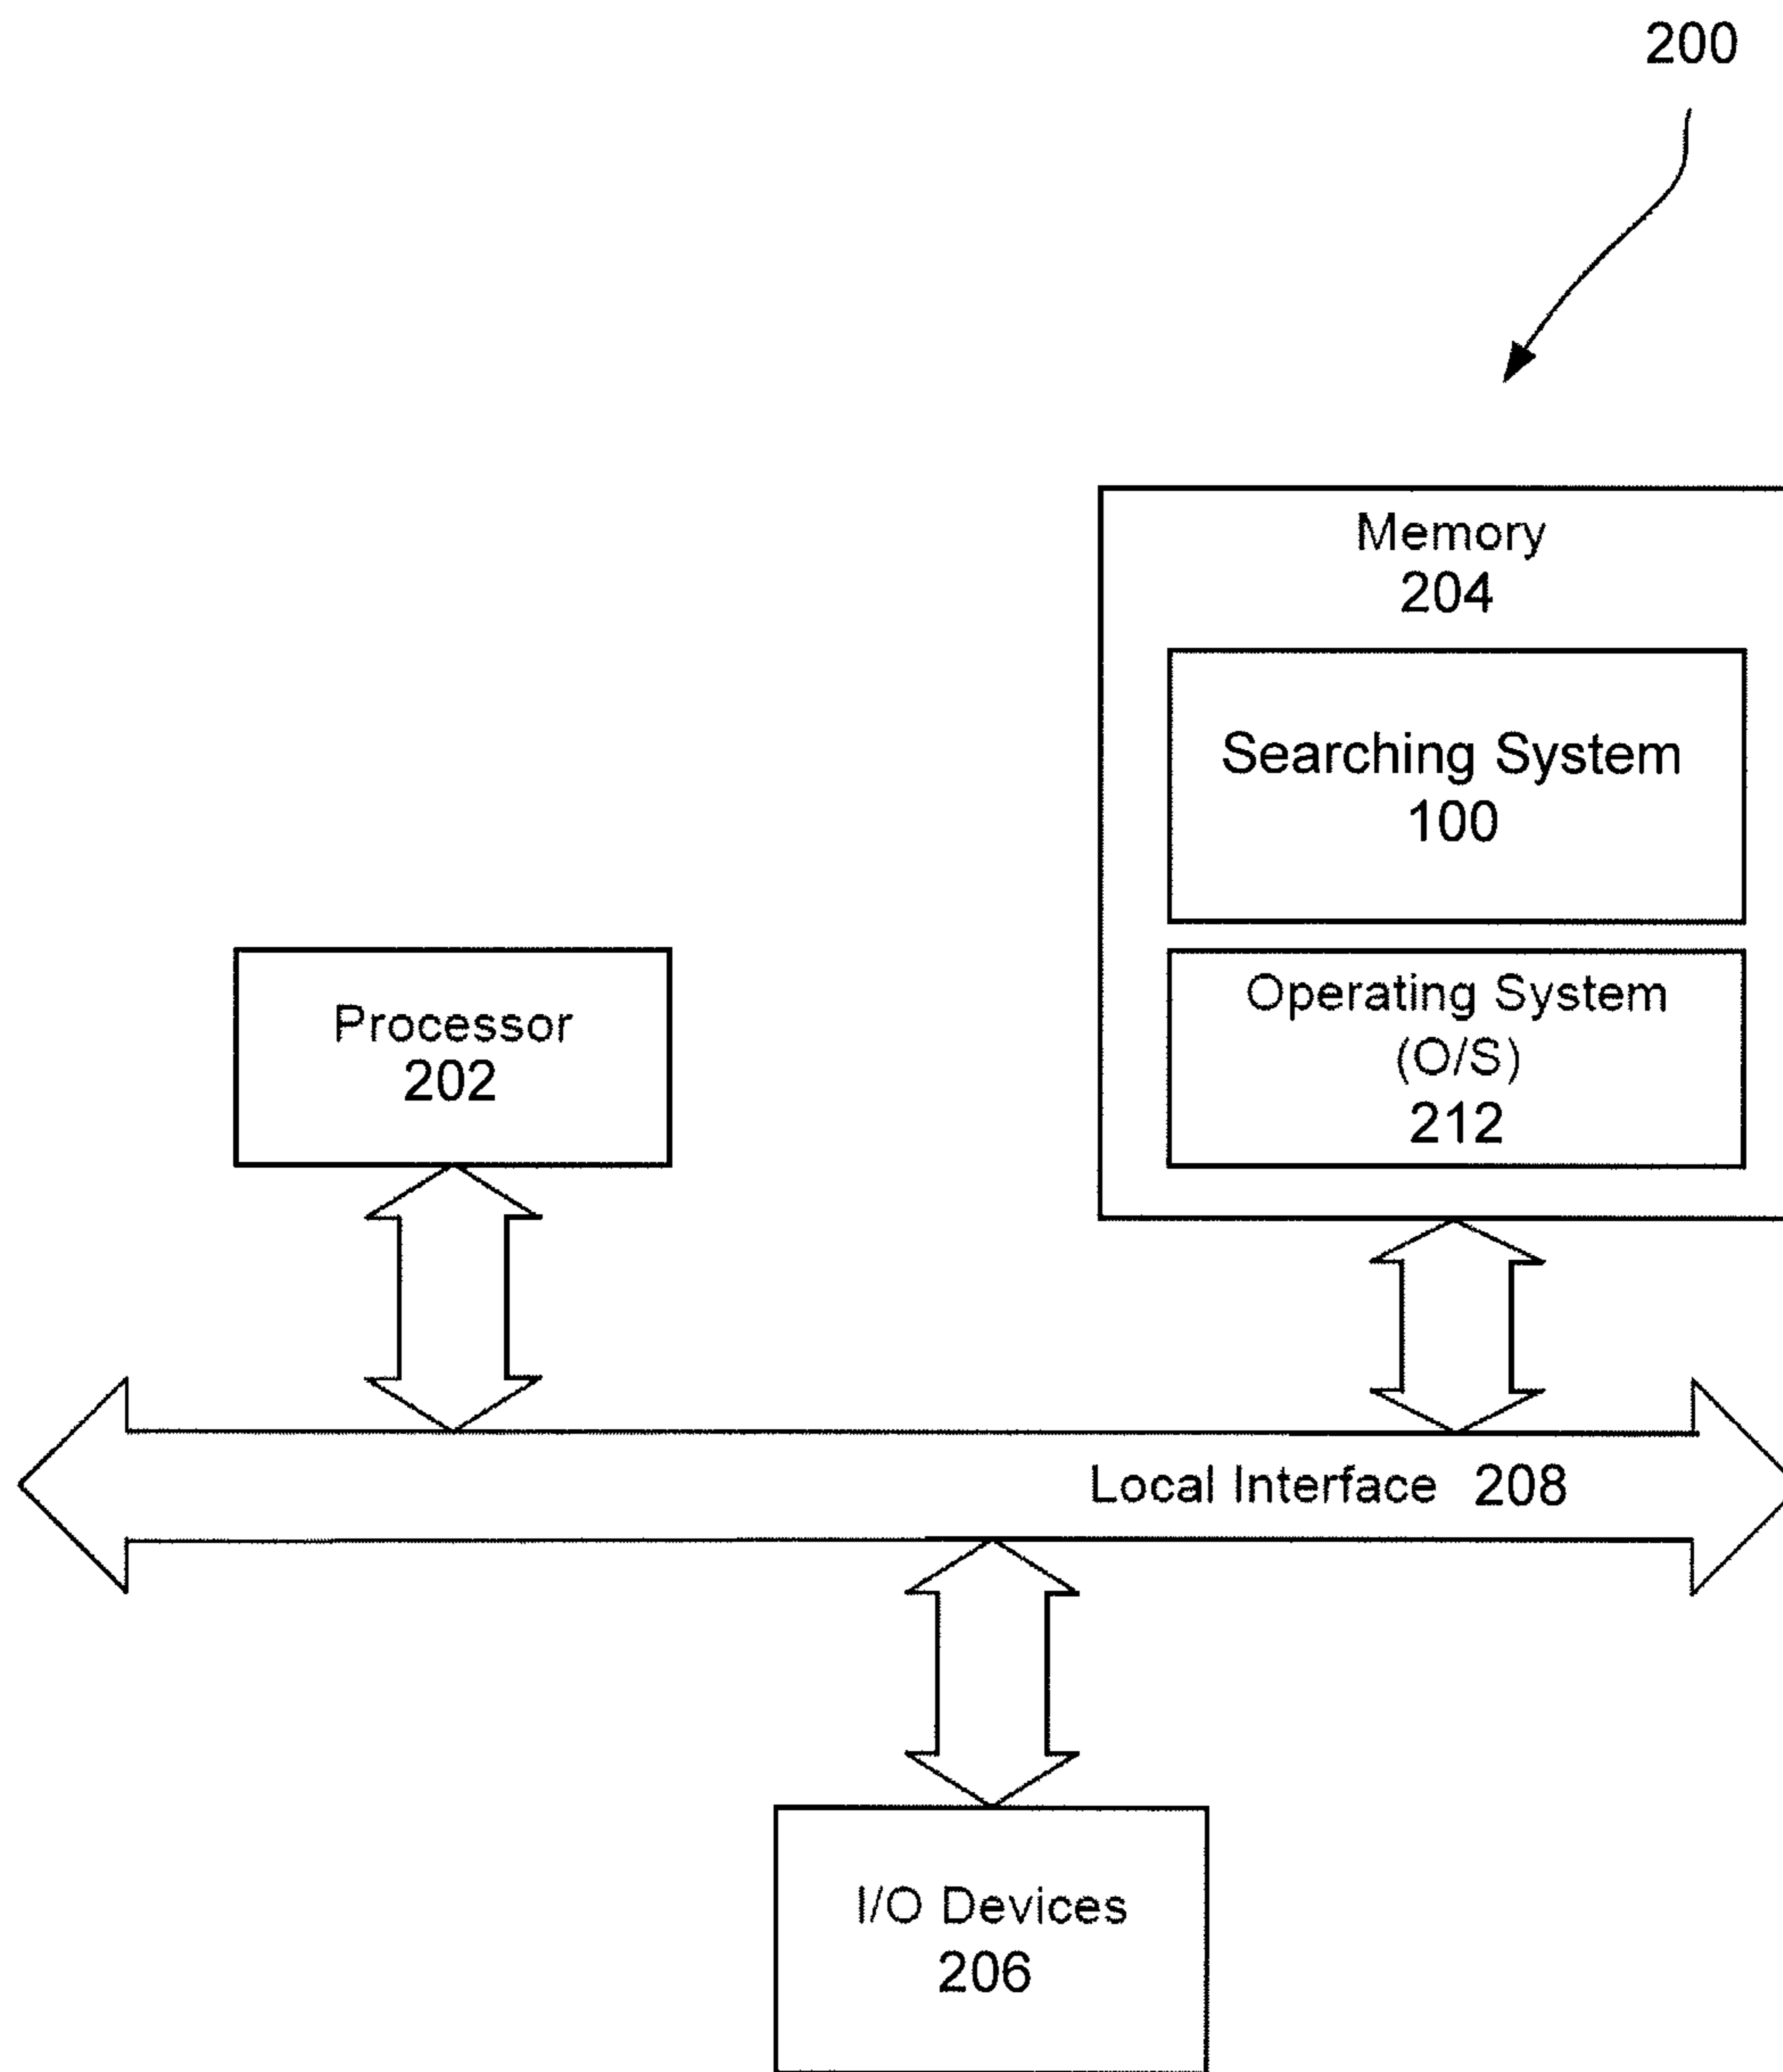 200
Memory
204
Searching System
100
Processor
202
Operating System
(O/S)
212
Local Interface 208
I/O Devices
206